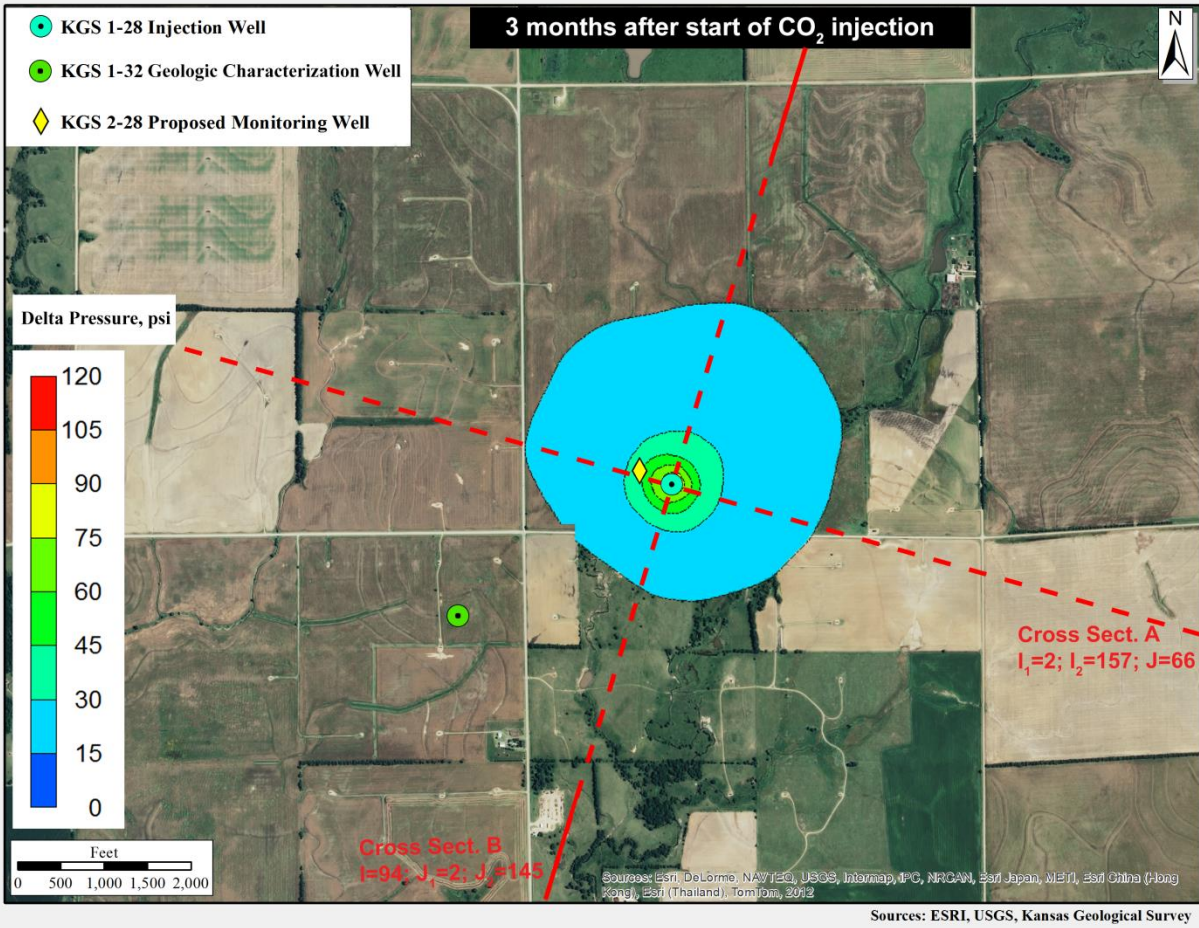 KGS 1-28 Injection Well
KGS 1-32 Geologic Characterization Well
KGS 2-28 Proposed Monitoring Well
3 months after start of CO₂ injection
N
Delta Pressure, psi
120
105
90
75
60
45
30
15
0
Cross Sect. A
I₁=2; I₂=157; J=66
Cross Sect. B
I=94; J₁=2; J₂=145
Feet
0 500 1,000 1,500 2,000
Sources: Esri, DeLorme, NAVTEQ, USGS, Intermap, iPC, NRCAN, Esri Japan, METI, Esri China (Hong
Kong), Esri (Thailand), TomTom, 2012
Sources: ESRI, USGS, Kansas Geological Survey